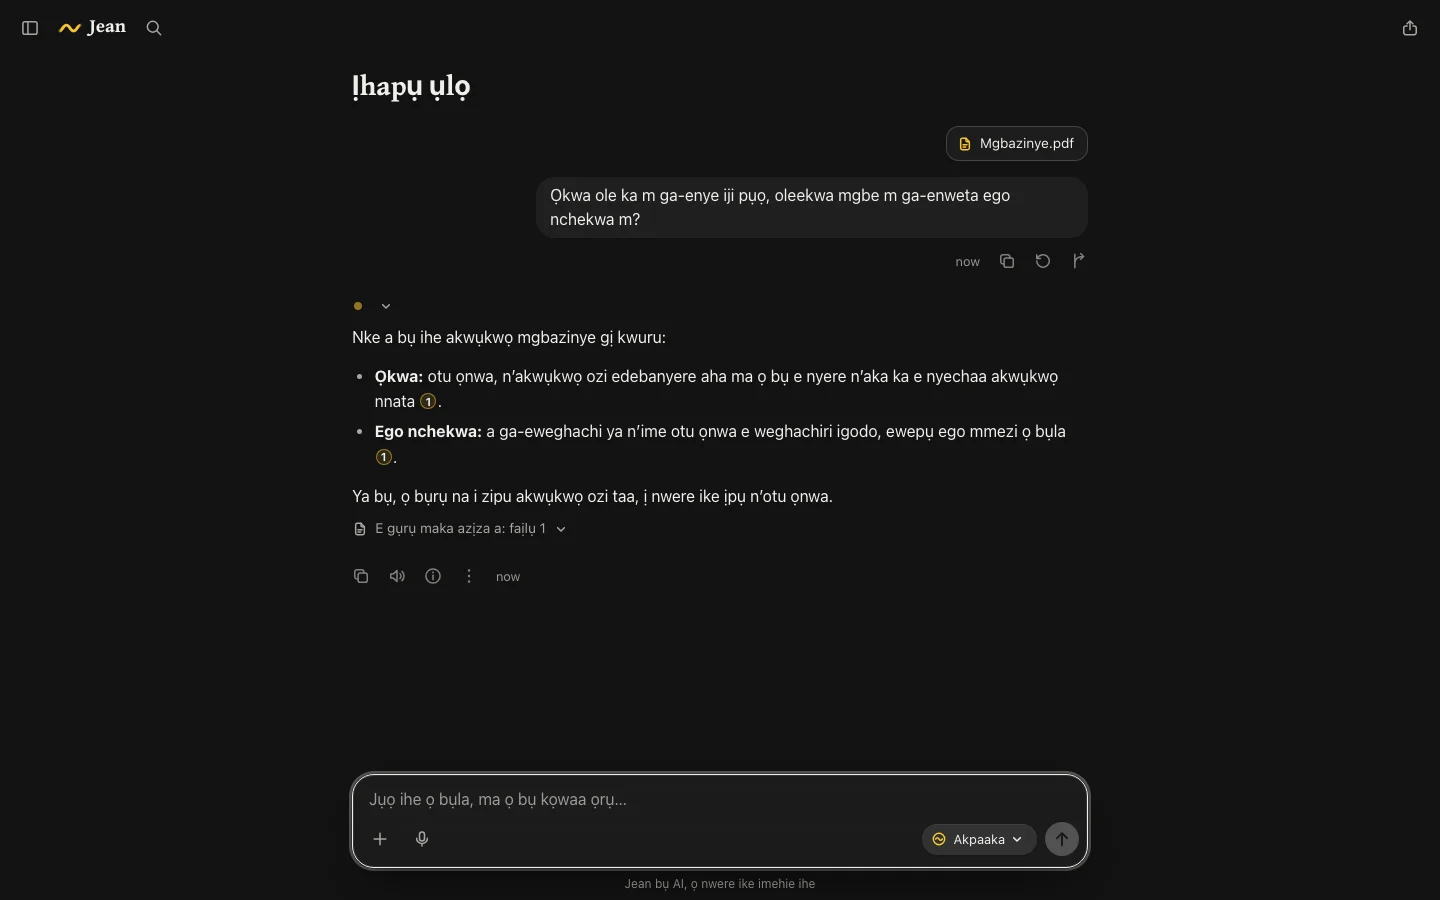 Jean
Ịhapụ ụlọ
Mgbazinye.pdf
Ọkwa ole ka m ga-enye iji pụọ, oleekwa mgbe m ga-enweta ego
nchekwa m?
now
Nke a bụ ihe akwụkwọ mgbazinye gị kwuru:
• Ọkwa: otu ọnwa, n’akwụkwọ ozi edebanyere aha ma ọ bụ e nyere n’aka ka e nyechaa akwụkwọ
nnata 1.
• Ego nchekwa: a ga-eweghachi ya n’ime otu ọnwa e weghachiri igodo, ewepụ ego mmezi ọ bụla
1.
Ya bụ, ọ bụrụ na i zipu akwụkwọ ozi taa, ị nwere ike ịpụ n’otu ọnwa.
E gụrụ maka azịza a: faịlụ 1
now
Jụọ ihe ọ bụla, ma ọ bụ kọwaa ọrụ...
Akpaaka
Jean bụ AI, ọ nwere ike imehie ihe